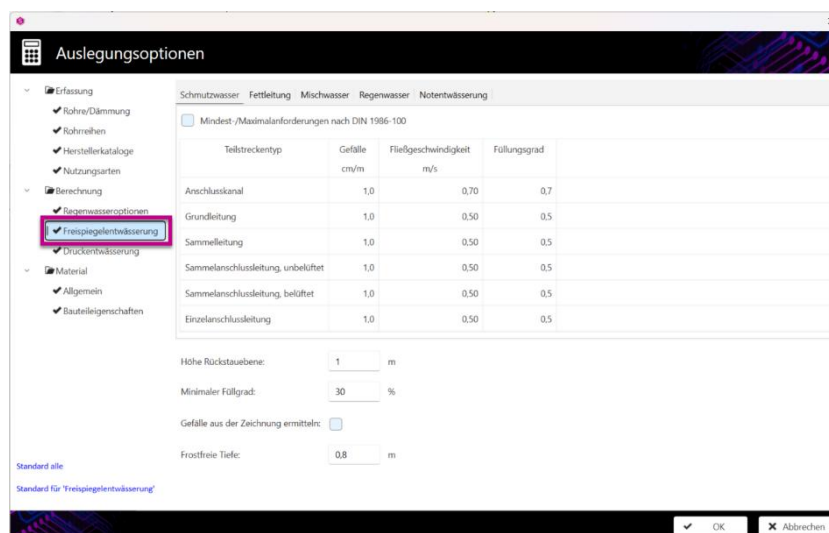 Auslegungsoptionen
Erfassung
Rohre/Dämmung
Rohrreihen
Herstellerkataloge
Nutzungsarten
Berechnung
Regenwasseroptionen
Freispiegelentwässerung
Druckentwässerung
Material
Allgemein
Bauteileigenschaften
Standard alle
Standard für 'Freispiegelentwässerung'
Schmutzwasser Fettleitung Mischwasser Regenwasser Notentwässerung
Mindest-/Maximalanforderungen nach DIN 1986-100
Teilstreckentyp Gefälle Fließgeschwindigkeit Füllungsgrad
cm/m m/s
Anschlusskanal 1,0 0,70 0,7
Grundleitung 1,0 0,50 0,5
Sammelleitung 1,0 0,50 0,5
Sammelanschlussleitung, unbelüftet 1,0 0,50 0,5
Sammelanschlussleitung, belüftet 1,0 0,50 0,5
Einzelanschlussleitung 1,0 0,50 0,5
Höhe Rückstauebene: 1 m
Minimaler Füllgrad: 30 %
Gefälle aus der Zeichnung ermitteln:
Frostfreie Tiefe: 0,8 m
OK Abbrechen